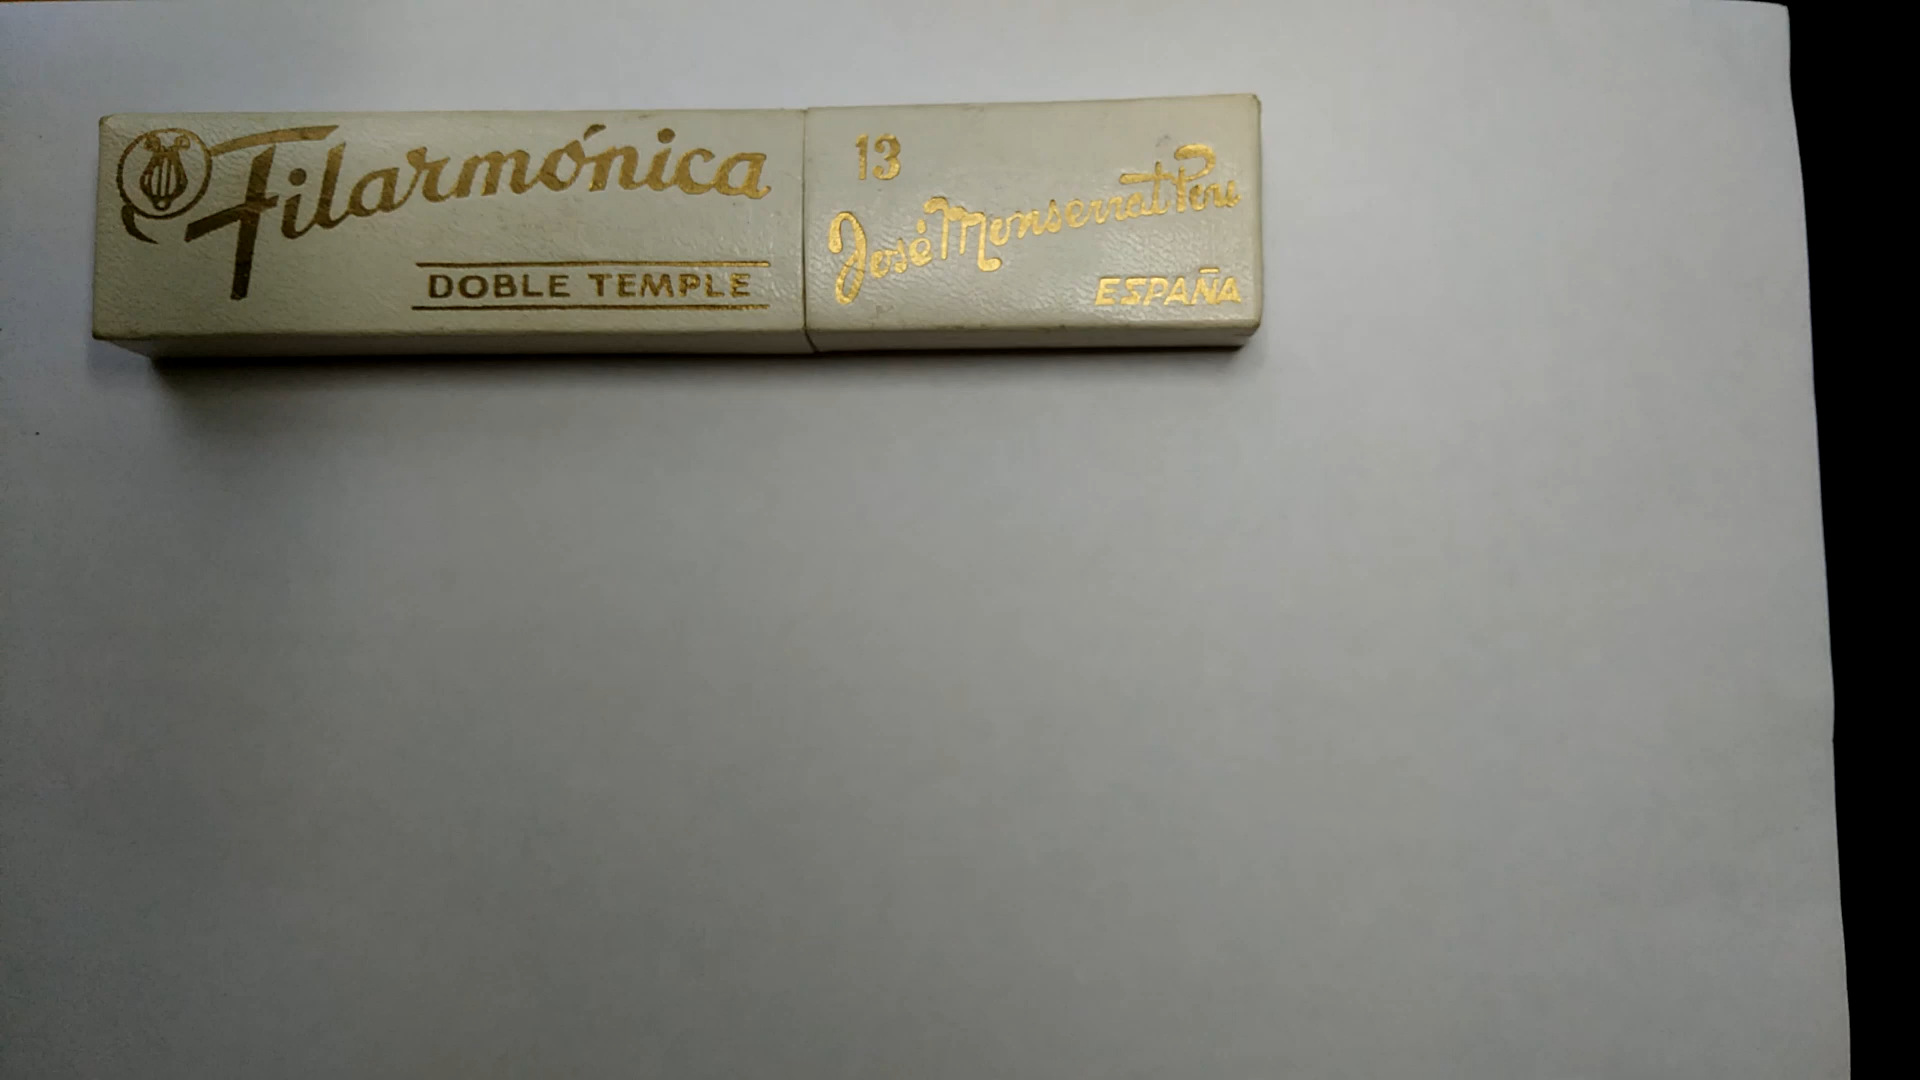 Filarmónica
DOBLE TEMPLE
13
José Monserrat Pou
ESPAÑA